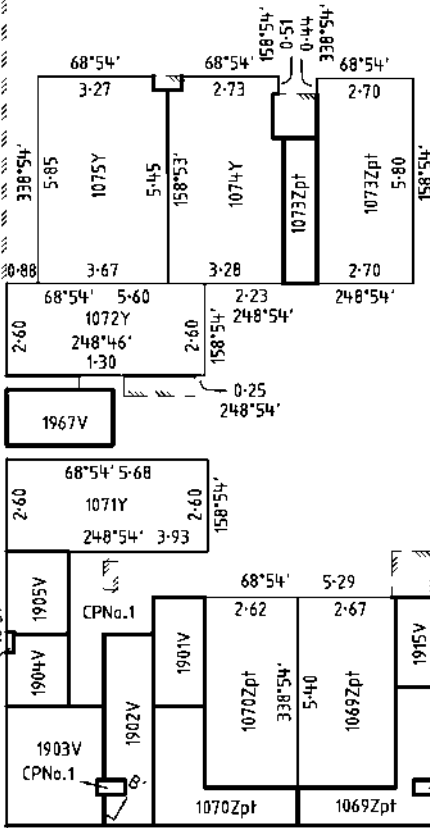 158°54'
0·51
0·44
338°54'
68°54'
68°54'
68°54'
3·27
2·73
2·70
338°54'
5·85
1075Y
5·45
158°53'
1074Y
1073Zpt
1073Zpt
5·80
158°54'
0·88
3·67
3·28
2·70
68°54' 5·60
2·23
248°54'
248°54'
2·60
1072Y
2·60
158°54'
248°46'
1·30
0·25
248°54'
1967V
68°54' 5·68
2·60
1071Y
2·60
158°54'
248°54' 3·93
68°54' 5·29
1905V
CPNo.1
1901V
2·62
2·67
1915V
1904V
1902V
1070Zpt
338°54'
5·40
1069Zpt
1903V
CPNo.1
B'
1070Zpt
1069Zpt